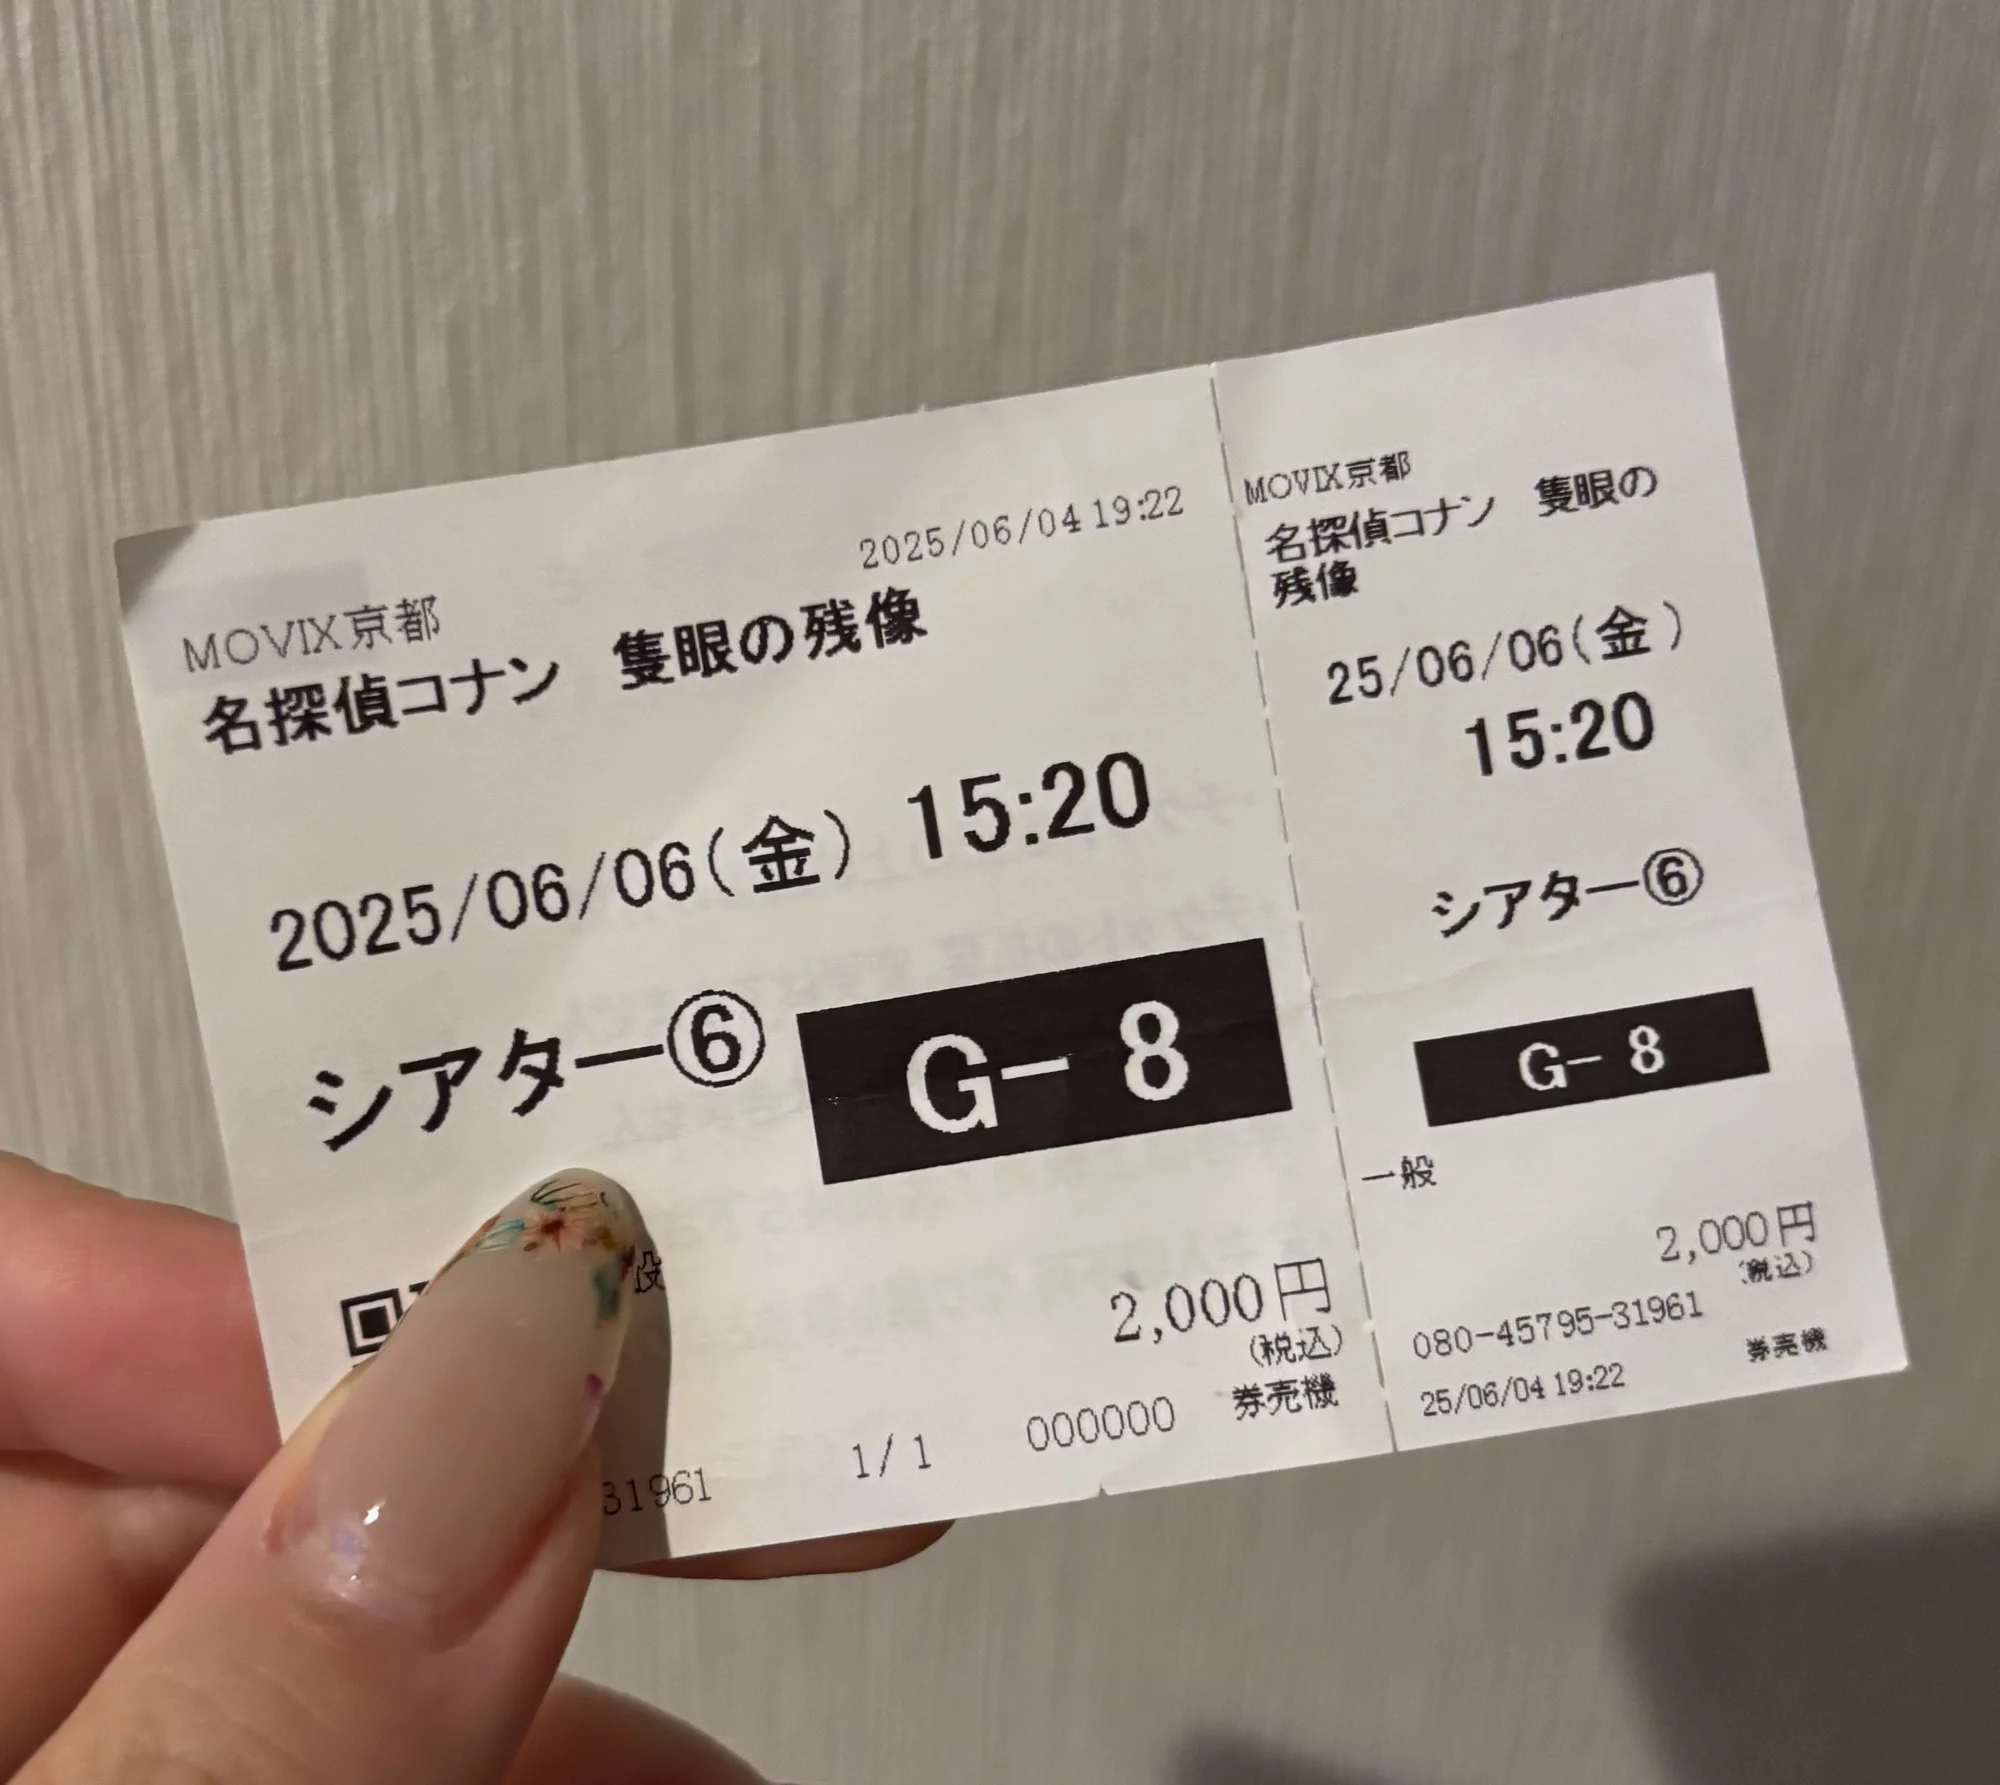 2025/06/04 19:22
MOVIX京都
名探偵コナン 隻眼の残像
2025/06/06(金) 15:20
シアター⑥ G- 8
2,000円
(税込)
31961 1/1 000000 券売機
MOVIX京都
名探偵コナン 隻眼の
残像
25/06/06(金)
15:20
シアター⑥
G- 8
一般
2,000円
(税込)
080-45795-31961
25/06/04 19:22 券売機